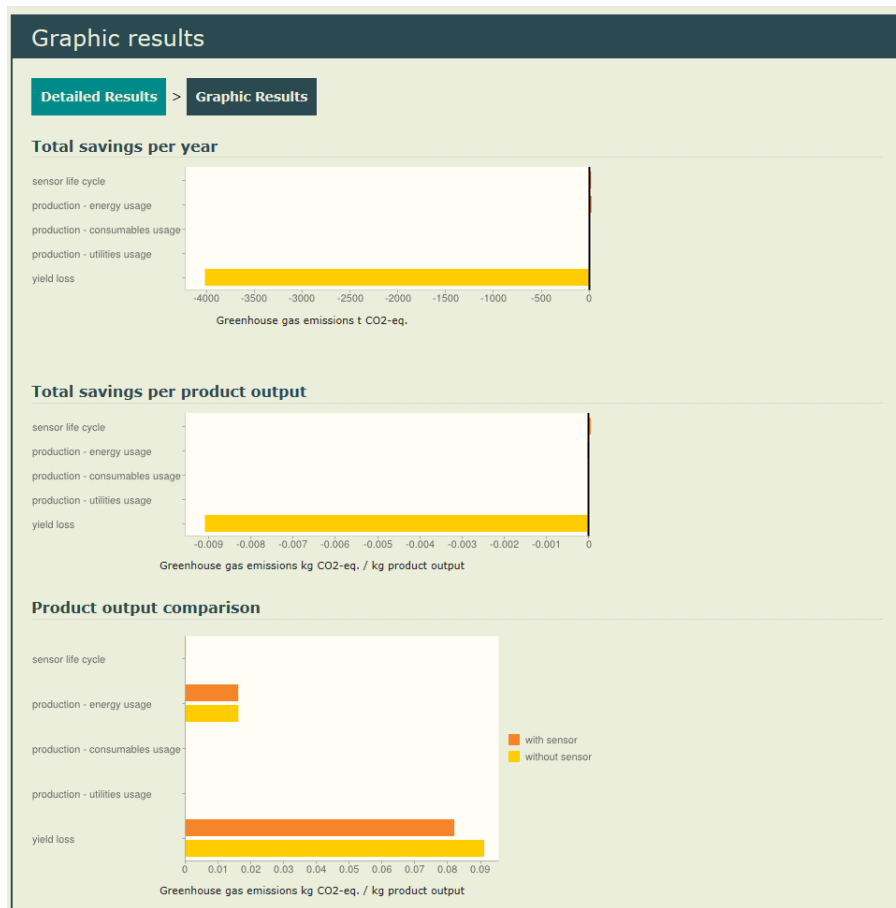 Graphic results
Detailed Results > Graphic Results
Total savings per year
sensor life cycle
production - energy usage
production - consumables usage
production - utilities usage
yield loss
-4000 -3500 -3000 -2500 -2000 -1500 -1000 -500 0
Greenhouse gas emissions t CO2-eq.
Total savings per product output
sensor life cycle
production - energy usage
production - consumables usage
production - utilities usage
yield loss
-0.009 -0.008 -0.007 -0.006 -0.005 -0.004 -0.003 -0.002 -0.001 0
Greenhouse gas emissions kg CO2-eq. / kg product output
Product output comparison
sensor life cycle
production - energy usage
production - consumables usage
production - utilities usage
yield loss
with sensor
without sensor
0 0.01 0.02 0.03 0.04 0.05 0.06 0.07 0.08 0.09
Greenhouse gas emissions kg CO2-eq. / kg product output